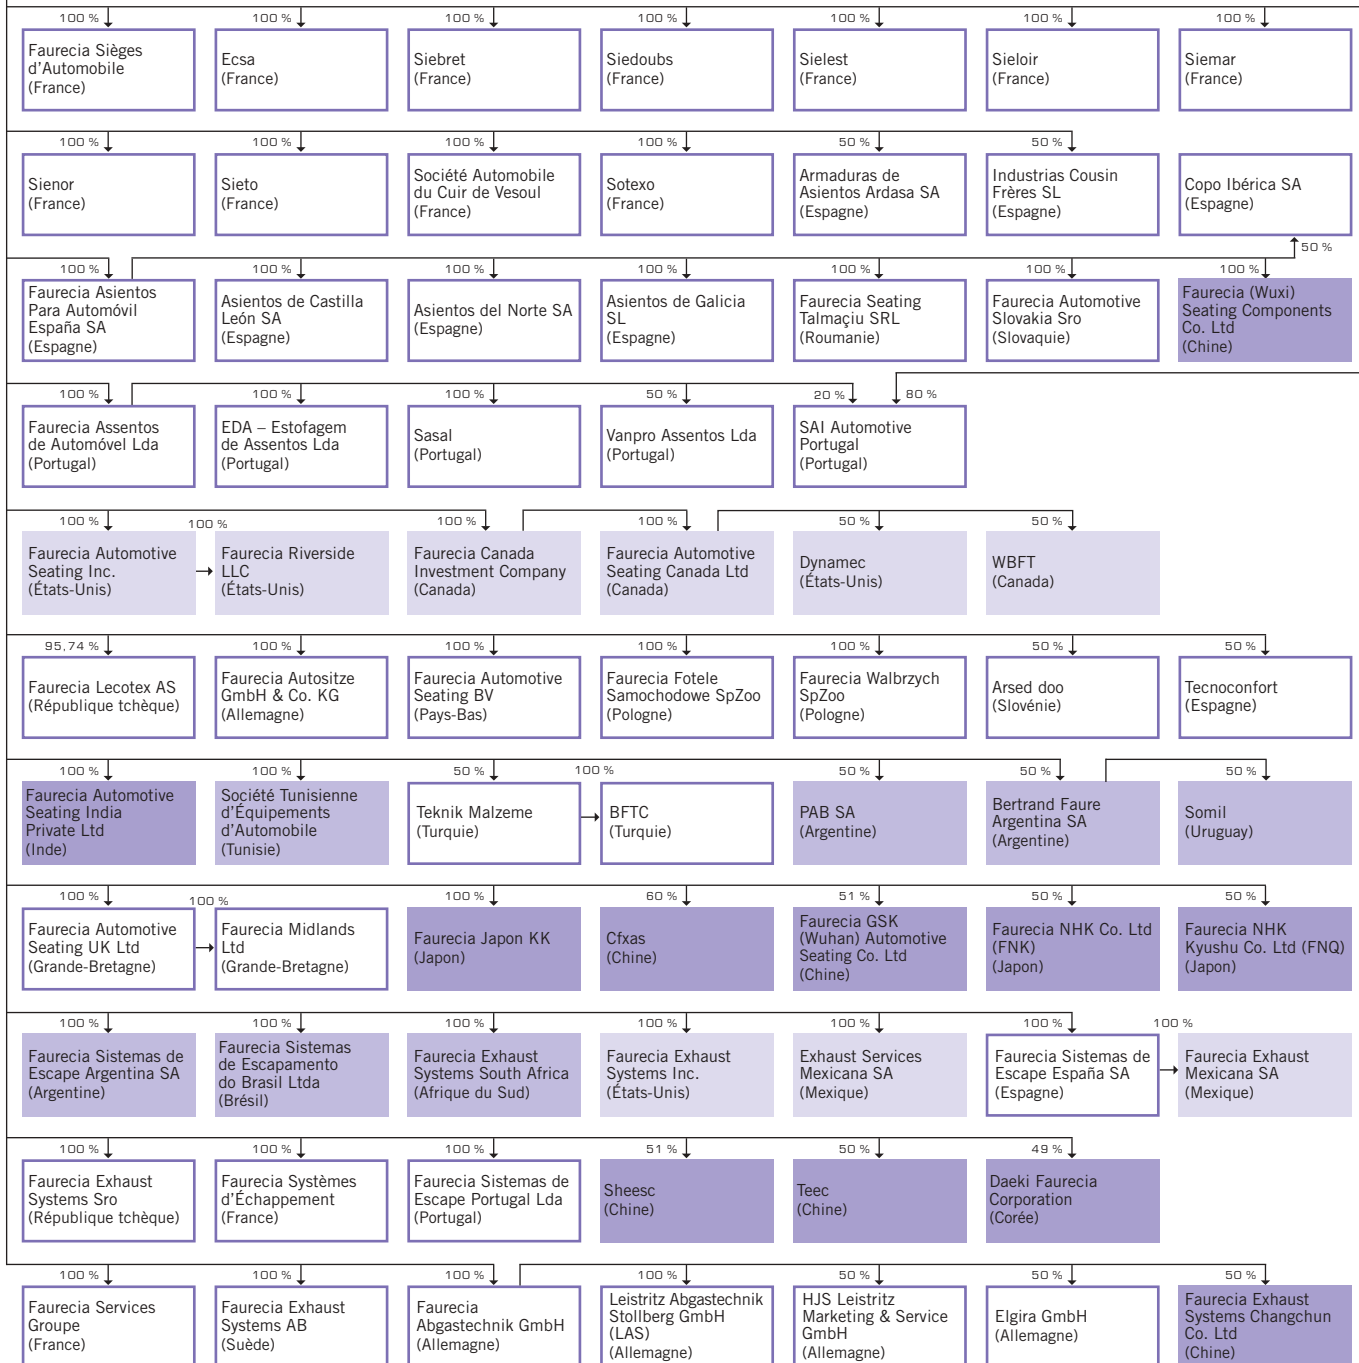 100 %
100 %
100 %
100 %
100 %
100 %
100 %
Faurecia Sièges
d'Automobile
(France)
Ecsa
(France)
Siebret
(France)
Siedoubs
(France)
Sielest
(France)
Sieloir
(France)
Siemar
(France)
100 %
100 %
100 %
100 %
50 %
50 %
Sienor
(France)
Sieto
(France)
Société Automobile
du Cuir de Vesoul
(France)
Sotexo
(France)
Armaduras de
Asientos Ardasa SA
(Espagne)
Industrias Cousin
Frères SL
(Espagne)
Copo Ibérica SA
(Espagne)
50 %
100 %
100 %
100 %
100 %
100 %
100 %
100 %
Faurecia Asientos
Para Automóvil
España SA
(Espagne)
Asientos de Castilla
León SA
(Espagne)
Asientos del Norte SA
(Espagne)
Asientos de Galicia
SL
(Espagne)
Faurecia Seating
Talmaçiu SRL
(Roumanie)
Faurecia Automotive
Slovakia Sro
(Slovaquie)
Faurecia (Wuxi)
Seating Components
Co. Ltd
(Chine)
100 %
100 %
100 %
50 %
20 %
80 %
Faurecia Assentos
de Automóvel Lda
(Portugal)
EDA – Estofagem
de Assentos Lda
(Portugal)
Sasal
(Portugal)
Vanpro Assentos Lda
(Portugal)
SAI Automotive
Portugal
(Portugal)
100 %
100 %
100 %
100 %
50 %
50 %
Faurecia Automotive
Seating Inc.
(États-Unis)
Faurecia Riverside
LLC
(États-Unis)
Faurecia Canada
Investment Company
(Canada)
Faurecia Automotive
Seating Canada Ltd
(Canada)
Dynamec
(États-Unis)
WBFT
(Canada)
95,74 %
100 %
100 %
100 %
100 %
50 %
50 %
Faurecia Lecotex AS
(République tchèque)
Faurecia Autositze
GmbH & Co. KG
(Allemagne)
Faurecia Automotive
Seating BV
(Pays-Bas)
Faurecia Fotele
Samochodowe SpZoo
(Pologne)
Faurecia Walbrzych
SpZoo
(Pologne)
Arsed doo
(Slovénie)
Tecnoconfort
(Espagne)
100 %
100 %
50 %
100 %
50 %
50 %
50 %
Faurecia Automotive
Seating India
Private Ltd
(Inde)
Société Tunisienne
d'Équipements
d'Automobile
(Tunisie)
Teknik Malzeme
(Turquie)
BFTC
(Turquie)
PAB SA
(Argentine)
Bertrand Faure
Argentina SA
(Argentine)
Somil
(Uruguay)
100 %
100 %
100 %
60 %
51 %
50 %
50 %
Faurecia Automotive
Seating UK Ltd
(Grande-Bretagne)
Faurecia Midlands
Ltd
(Grande-Bretagne)
Faurecia Japon KK
(Japon)
Cfxas
(Chine)
Faurecia GSK
(Wuhan) Automotive
Seating Co. Ltd
(Chine)
Faurecia NHK Co. Ltd
(FNK)
(Japon)
Faurecia NHK
Kyushu Co. Ltd (FNQ)
(Japon)
100 %
100 %
100 %
100 %
100 %
100 %
100 %
Faurecia Sistemas de
Escape Argentina SA
(Argentine)
Faurecia Sistemas
de Escapamento
do Brasil Ltda
(Brésil)
Faurecia Exhaust
Systems South Africa
(Afrique du Sud)
Faurecia Exhaust
Systems Inc.
(États-Unis)
Exhaust Services
Mexicana SA
(Mexique)
Faurecia Sistemas de
Escape España SA
(Espagne)
Faurecia Exhaust
Mexicana SA
(Mexique)
100 %
100 %
100 %
51 %
50 %
49 %
Faurecia Exhaust
Systems Sro
(République tchèque)
Faurecia Systèmes
d'Échappement
(France)
Faurecia Sistemas de
Escape Portugal Lda
(Portugal)
Sheesc
(Chine)
Teec
(Chine)
Daeki Faurecia
Corporation
(Corée)
100 %
100 %
100 %
100 %
50 %
50 %
50 %
Faurecia Services
Groupe
(France)
Faurecia Exhaust
Systems AB
(Suède)
Faurecia
Abgastechnik GmbH
(Allemagne)
Leistritz Abgastechnik
Stollberg GmbH
(LAS)
(Allemagne)
HJS Leistritz
Marketing & Service
GmbH
(Allemagne)
Elgira GmbH
(Allemagne)
Faurecia Exhaust
Systems Changchun
Co. Ltd
(Chine)